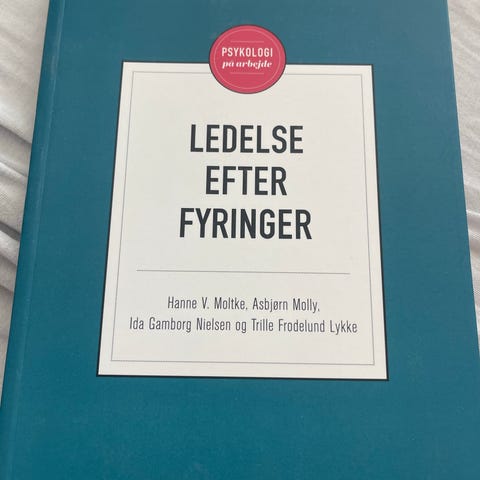 PSYKOLOGI
på arbejde
LEDELSE
EFTER
FYRINGER
Hanne V. Moltke, Asbjørn Molly,
Ida Gamborg Nielsen og Trille Frodelund Lykke